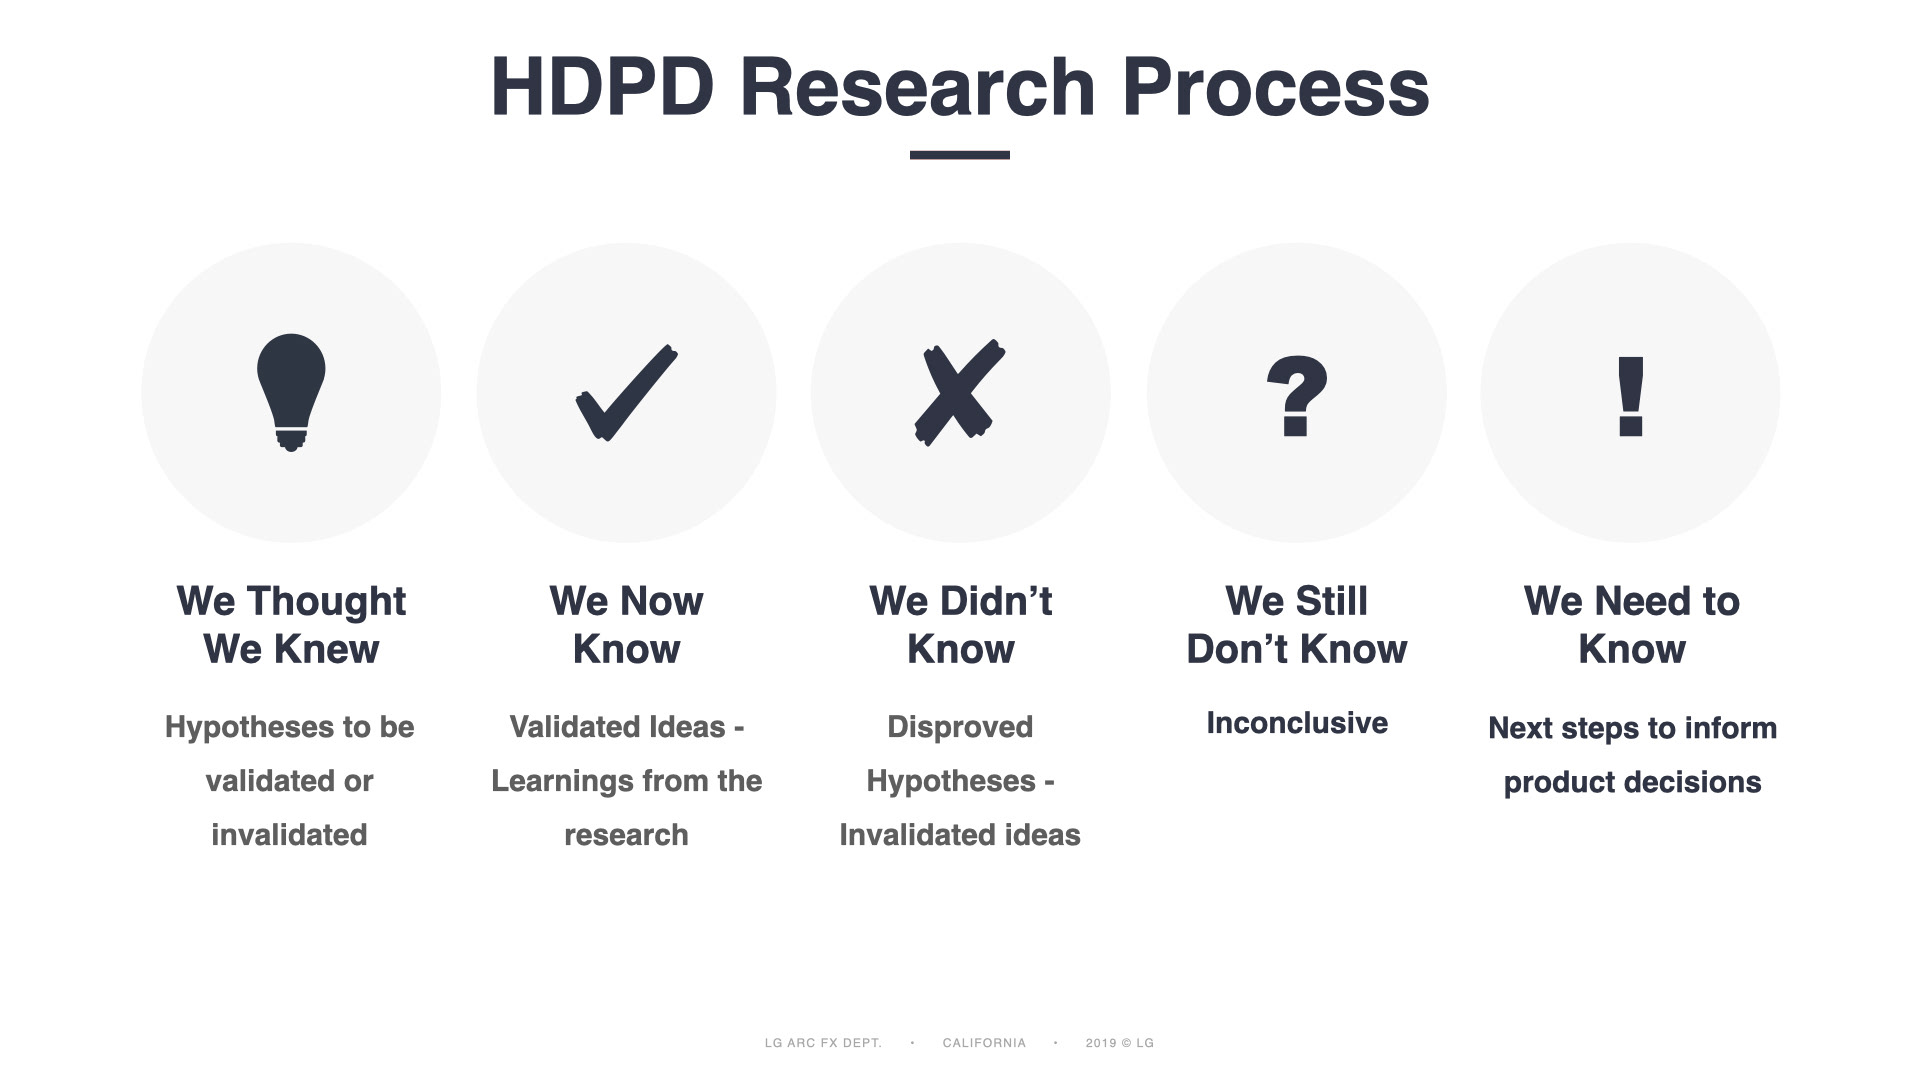 HDPD Research Process
We Thought
We Knew
Hypotheses to be
validated or
invalidated
We Now
Know
Validated Ideas -
Learnings from the
research
We Didn’t
Know
Disproved
Hypotheses -
Invalidated ideas
?
We Still
Don’t Know
Inconclusive
!
We Need to
Know
Next steps to inform
product decisions
LG ARC FX DEPT. • CALIFORNIA • 2019 © LG